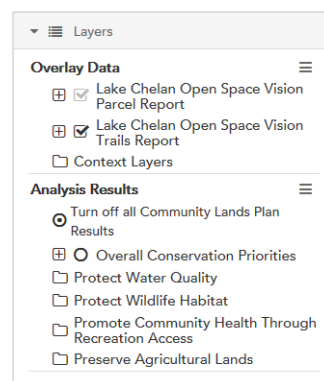 Layers
Overlay Data
Lake Chelan Open Space Vision
Parcel Report
Lake Chelan Open Space Vision
Trails Report
Context Layers
Analysis Results
Turn off all Community Lands Plan
Results
Overall Conservation Priorities
Protect Water Quality
Protect Wildlife Habitat
Promote Community Health Through
Recreation Access
Preserve Agricultural Lands